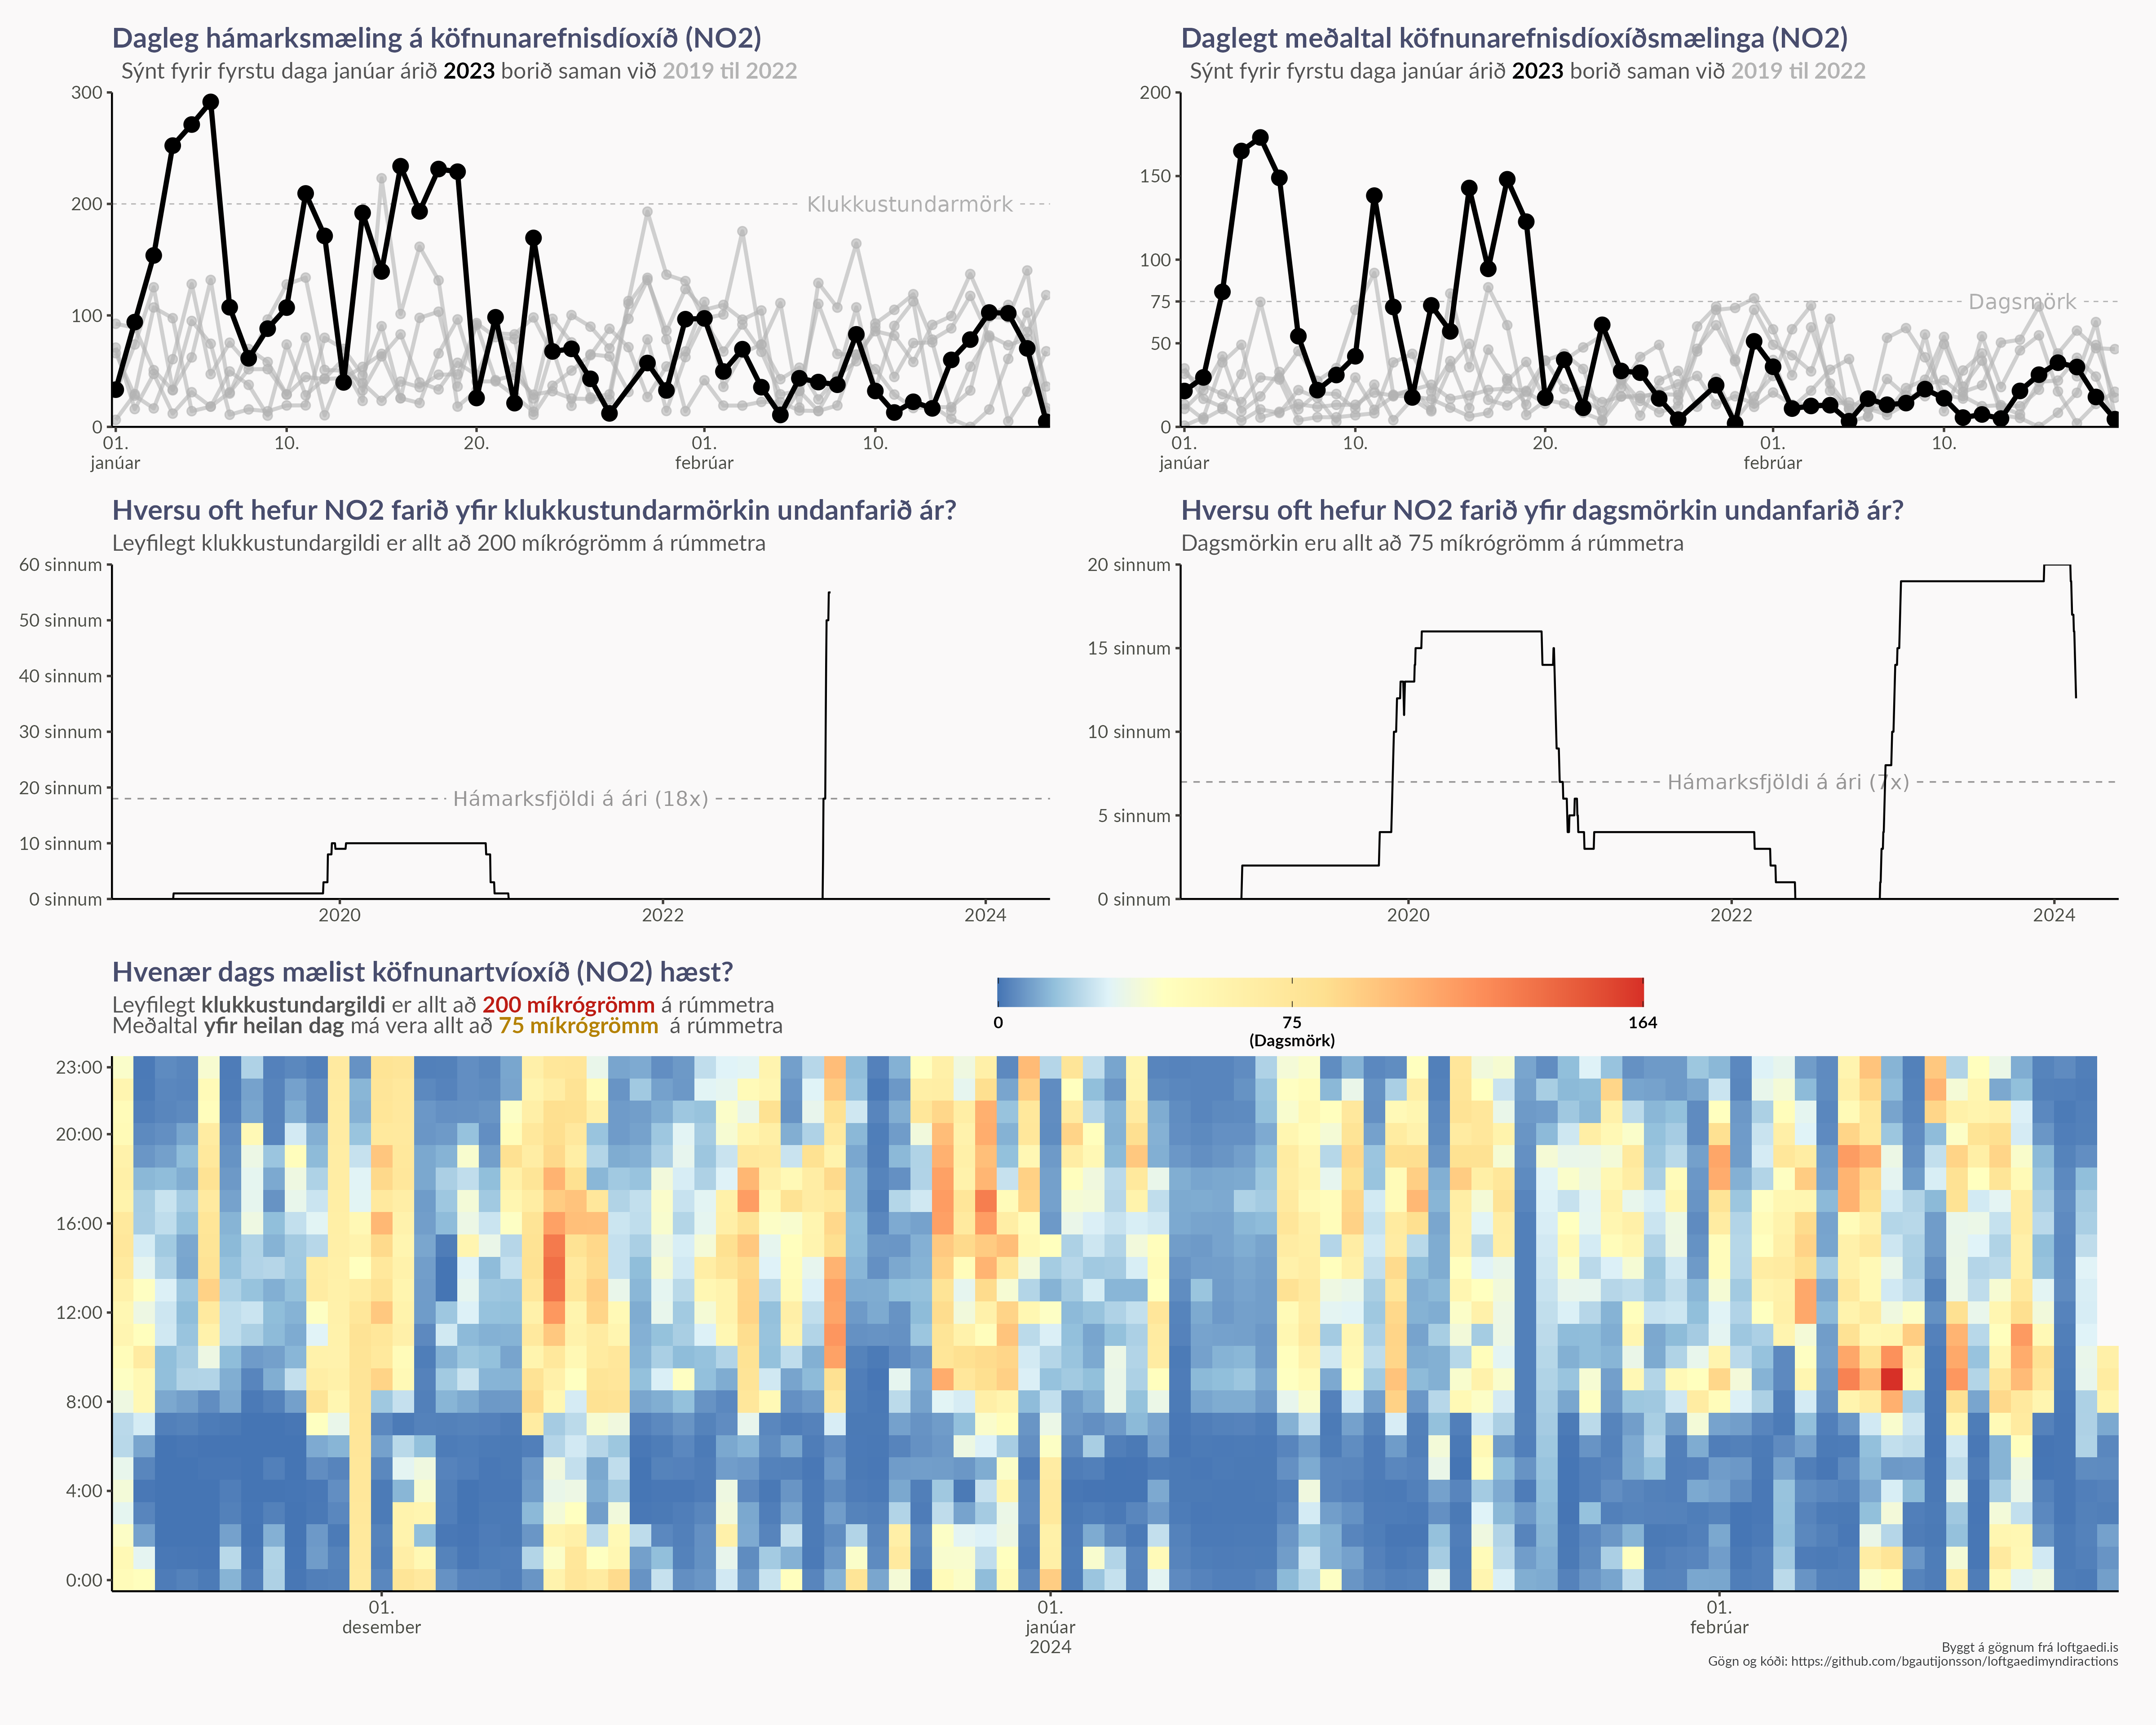 Dagleg hámarksmæling á köfnunarefnisdíoxíð (NO2)
Sýnt fyrir fyrstu daga janúar árið 2023 borið saman við 2019 til 2022
300
200
100
0
Klukkustundarmörk
01. 10. 20. 01. 10.
janúar febrúar
Daglegt meðaltal köfnunarefnisdíoxíðsmælinga (NO2)
Sýnt fyrir fyrstu daga janúar árið 2023 borið saman við 2019 til 2022
200
150
100
75
50
0
Dagsmörk
01. 10. 20. 01. 10.
janúar febrúar
Hversu oft hefur NO2 farið yfir klukkustundarmörkin undanfarið ár?
Leyfilegt klukkustundargildi er allt að 200 míkrógrömm á rúmmetra
60 sinnum
50 sinnum
40 sinnum
30 sinnum
20 sinnum
10 sinnum
0 sinnum
Hámarksfjöldi á ári (18x)
2020 2022 2024
Hversu oft hefur NO2 farið yfir dagsmörkin undanfarið ár?
Dagsmörkin eru allt að 75 míkrógrömm á rúmmetra
20 sinnum
15 sinnum
10 sinnum
5 sinnum
0 sinnum
Hámarksfjöldi á ári (7x)
2020 2022 2024
Hvenær dags mælist köfnunartvíoxíð (NO2) hæst?
Leyfilegt klukkustundargildi er allt að 200 míkrógrömm á rúmmetra
Meðaltal yfir heilan dag má vera allt að 75 míkrógrömm á rúmmetra
0 75 164
(Dagsmörk)
23:00
20:00
16:00
12:00
8:00
4:00
0:00
01. 01. 01.
desember janúar febrúar
2024
Byggt á gögnum frá loftgaedi.is
Gögn og kóði: https://github.com/bgautijonsson/loftgaedimyndiractions